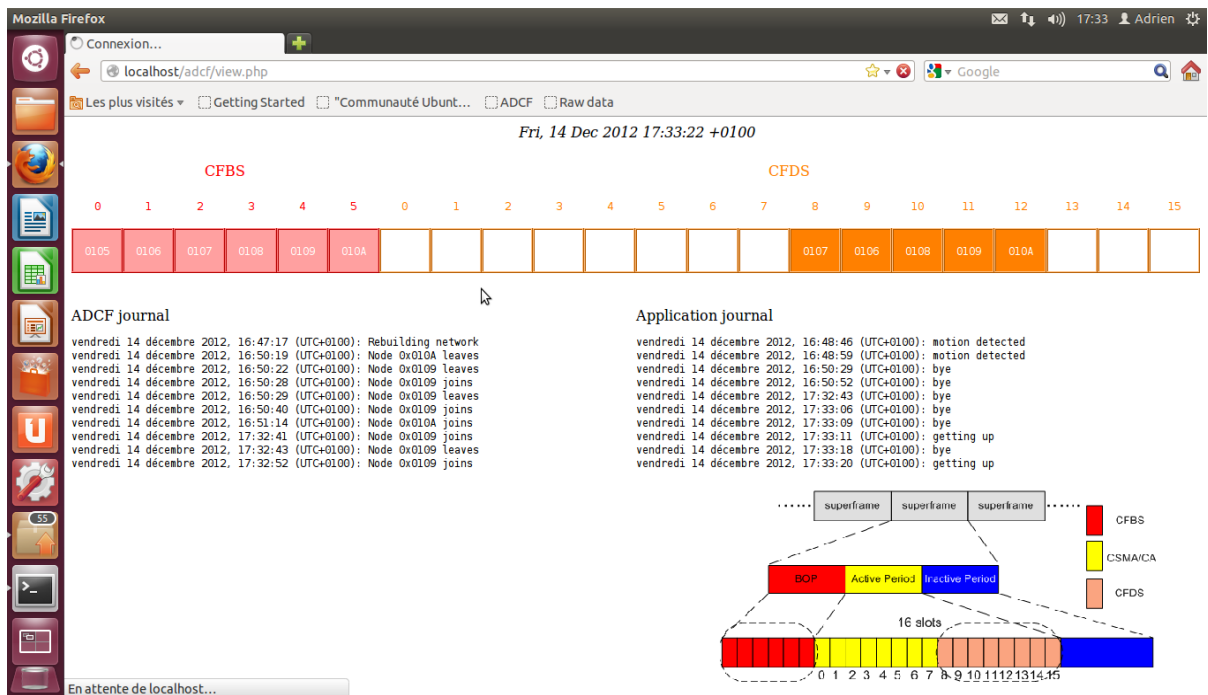 Mozilla Firefox
17:33 Adrien
Connexion...
localhost/adcf/view.php
Google
Les plus visités
Getting Started
"Communauté Ubunt...
ADCF
Raw data
Fri, 14 Dec 2012 17:33:22 +0100
CFBS CFDS
0 1 2 3 4 5 0 1 2 3 4 5 6 7 8 9 10 11 12 13 14 15
0105 0106 0107 0108 0109 010A 0107 0106 0108 0109 010A
ADCF journal
vendredi 14 décembre 2012, 16:47:17 (UTC+0100): Rebuilding network
vendredi 14 décembre 2012, 16:50:19 (UTC+0100): Node 0x010A leaves
vendredi 14 décembre 2012, 16:50:22 (UTC+0100): Node 0x0109 leaves
vendredi 14 décembre 2012, 16:50:28 (UTC+0100): Node 0x0109 joins
vendredi 14 décembre 2012, 16:50:29 (UTC+0100): Node 0x0109 leaves
vendredi 14 décembre 2012, 16:50:40 (UTC+0100): Node 0x0109 joins
vendredi 14 décembre 2012, 16:51:14 (UTC+0100): Node 0x010A joins
vendredi 14 décembre 2012, 17:32:41 (UTC+0100): Node 0x0109 joins
vendredi 14 décembre 2012, 17:32:43 (UTC+0100): Node 0x0109 leaves
vendredi 14 décembre 2012, 17:32:52 (UTC+0100): Node 0x0109 joins
Application journal
vendredi 14 décembre 2012, 16:48:46 (UTC+0100): motion detected
vendredi 14 décembre 2012, 16:48:59 (UTC+0100): motion detected
vendredi 14 décembre 2012, 16:50:29 (UTC+0100): bye
vendredi 14 décembre 2012, 16:50:52 (UTC+0100): bye
vendredi 14 décembre 2012, 17:32:43 (UTC+0100): bye
vendredi 14 décembre 2012, 17:33:06 (UTC+0100): bye
vendredi 14 décembre 2012, 17:33:09 (UTC+0100): bye
vendredi 14 décembre 2012, 17:33:11 (UTC+0100): getting up
vendredi 14 décembre 2012, 17:33:18 (UTC+0100): bye
vendredi 14 décembre 2012, 17:33:20 (UTC+0100): getting up
superframe superframe superframe
CFBS
CSMA/CA
CFDS
BOP Active Period Inactive Period
16 slots
0 1 2 3 4 5 6 7 8 9 10 11 12 13 14 15
55
En attente de localhost...